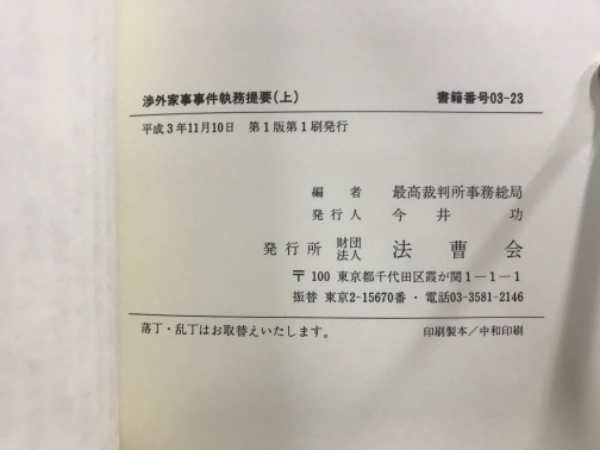 渉外家事事件執務提要(上) 書籍番号03-23
平成3年11月10日 第1版第1刷発行
編者 最高裁判所事務総局
発行人 今井功
発行所 財団法人 法曹会
〒100 東京都千代田区霞が関1-1-1
振替 東京2-15670番・電話03-3581-2146
落丁・乱丁はお取替えいたします。 印刷製本/中和印刷